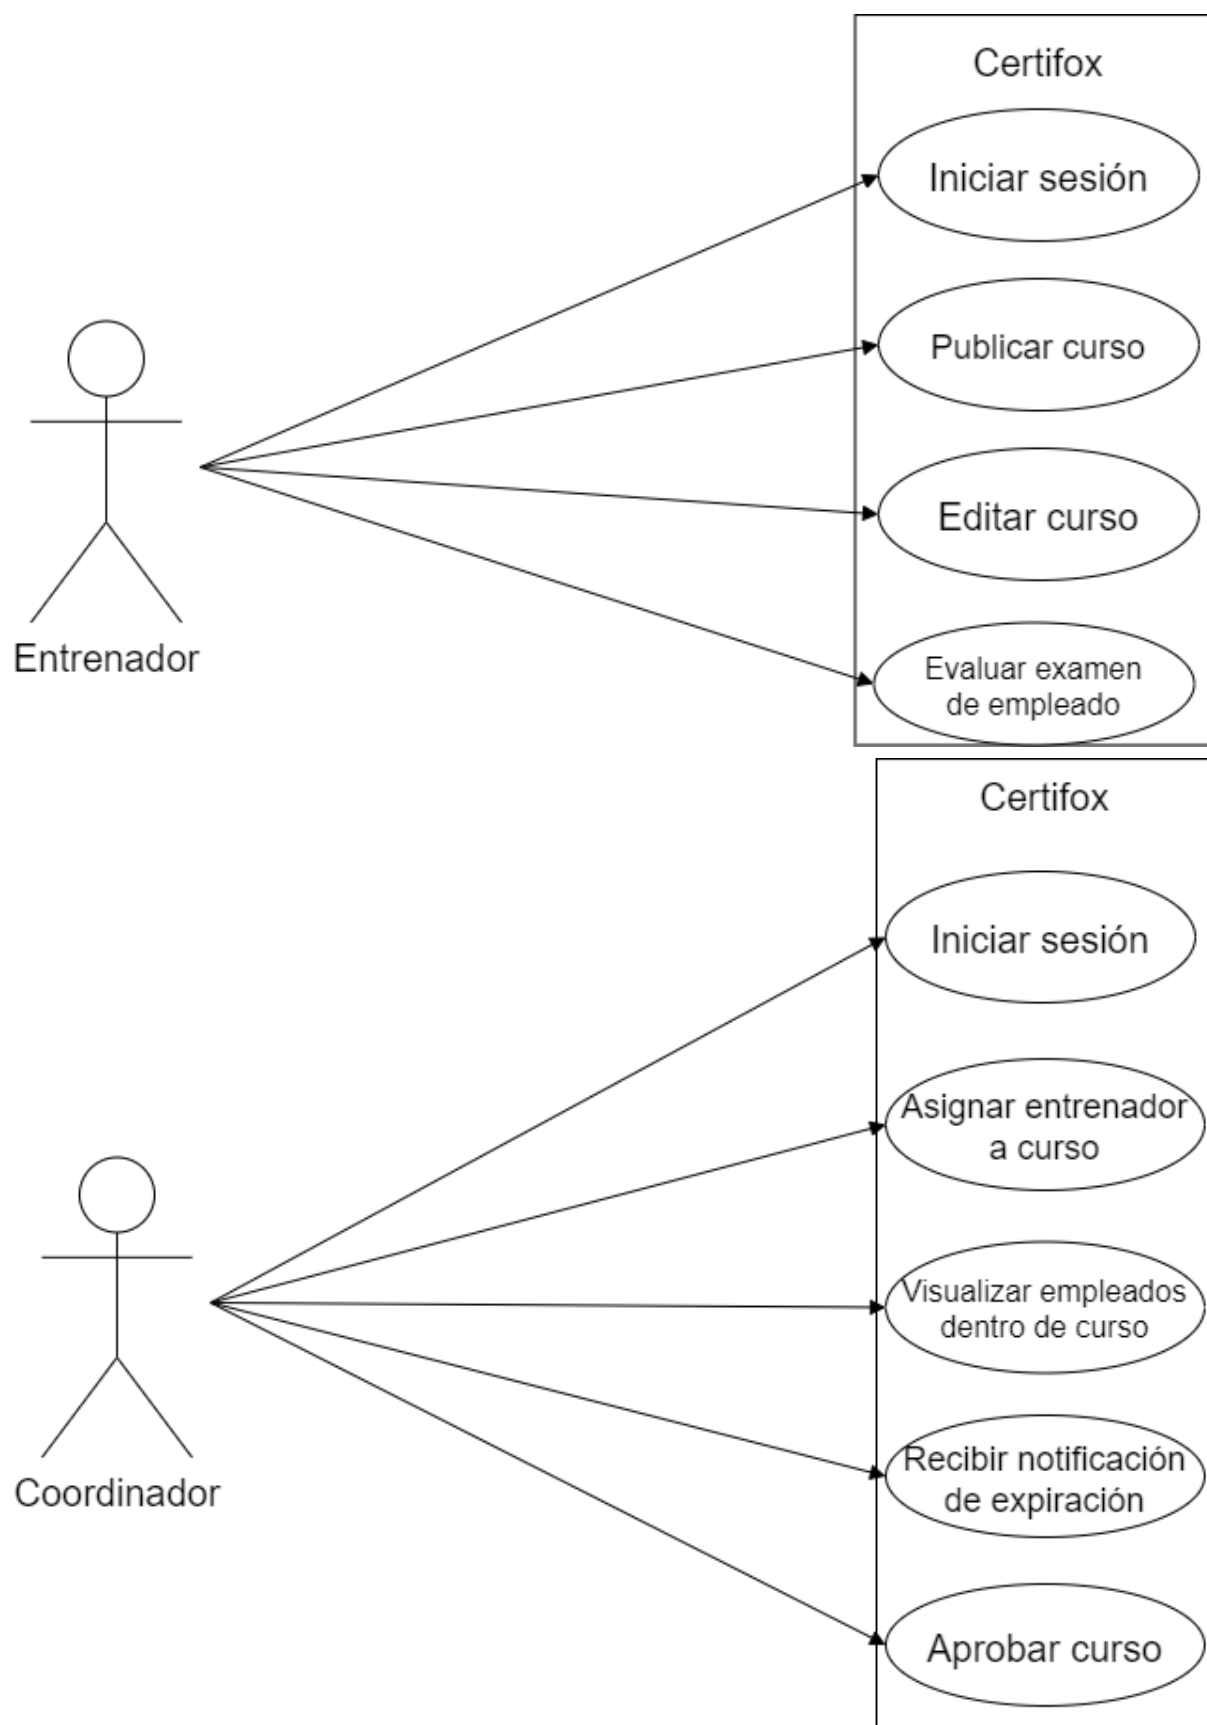 Certifox
Iniciar sesión
Publicar curso
Editar curso
Evaluar examen
de empleado
Entrenador
Certifox
Iniciar sesión
Asignar entrenador
a curso
Visualizar empleados
dentro de curso
Recibir notificación
de expiración
Aprobar curso
Coordinador